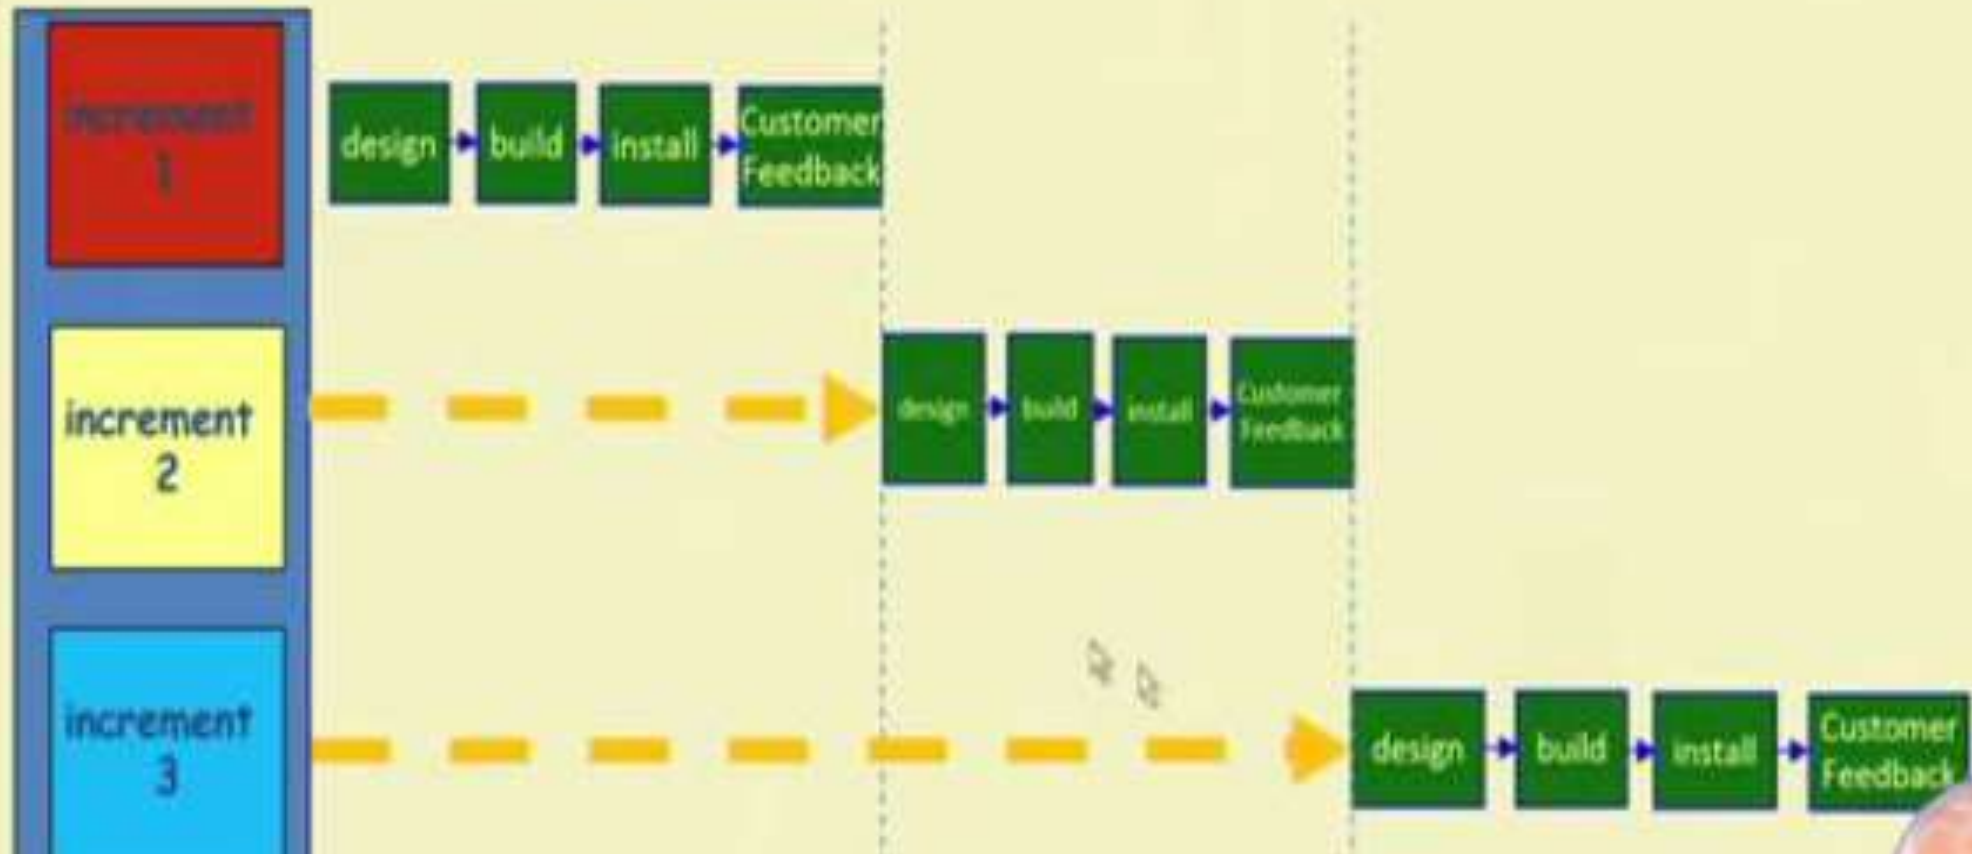 increment
1
design
build
install
Customer
Feedback
increment
2
design
build
install
Customer
Feedback
increment
3
design
build
install
Customer
Feedback